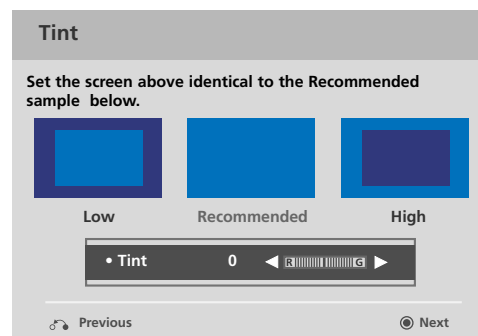 Tint
Set the screen above identical to the Recommended
sample below.
Low Recommended High
• Tint 0 ◀ R G ▶
Previous Next